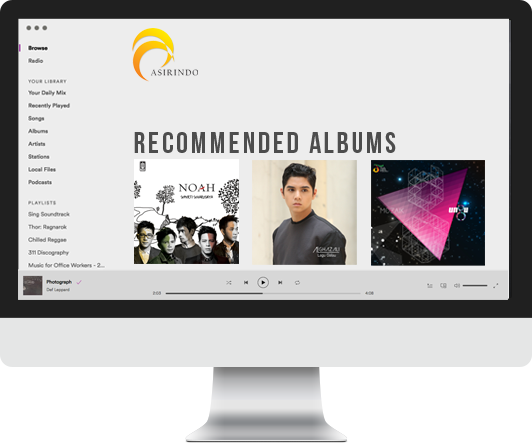 Browse
Radio
YOUR LIBRARY
Your Daily Mix
Recently Played
Songs
Albums
Artists
Stations
Local Files
Podcasts
PLAYLISTS
Sing Soundtrack
Thor: Ragnarok
Chilled Reggae
311 Discography
Music for Office Workers - 2...
ASIRINDO
RECOMMENDED ALBUMS
NOAH
AL GHAZALI
Photograph
Def Leppard
0:00
4:08